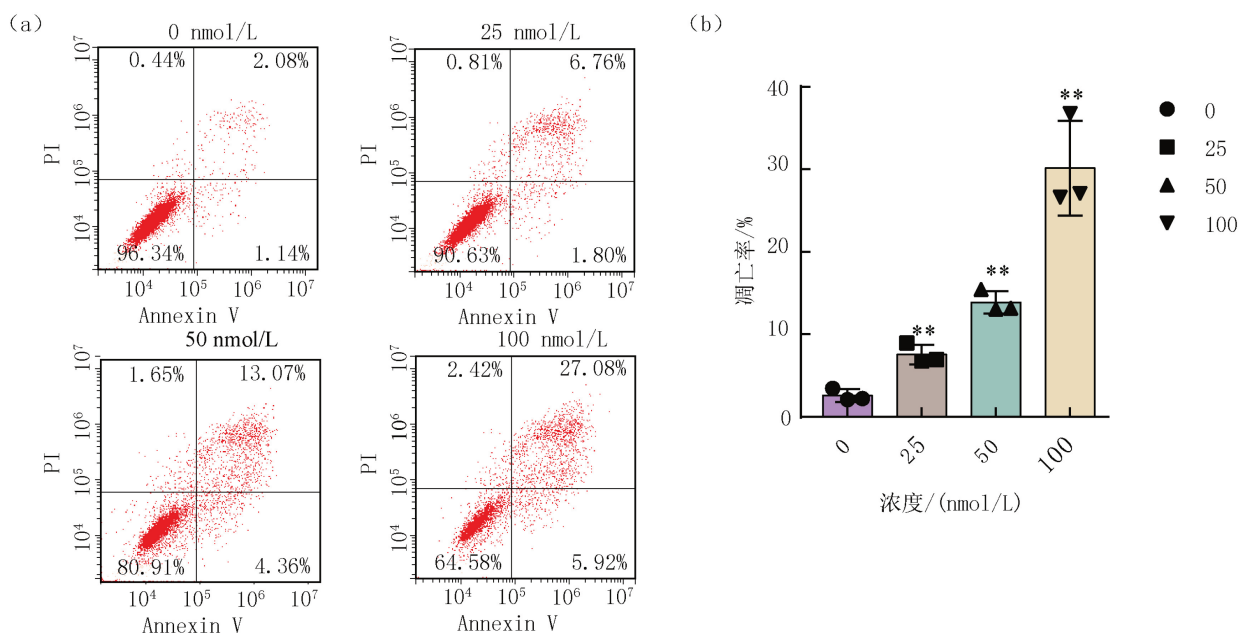 (a)
0 nmol/L
10⁷
10⁶
10⁵
10⁴
PI
0.44%
2.08%
96.34%
1.14%
10⁴ 10⁵ 10⁶ 10⁷
Annexin V
25 nmol/L
10⁷
10⁶
10⁵
10⁴
PI
0.81%
6.76%
90.63%
1.80%
10⁴ 10⁵ 10⁶ 10⁷
Annexin V
50 nmol/L
10⁷
10⁶
10⁵
10⁴
PI
1.65%
13.07%
80.91%
4.36%
10⁴ 10⁵ 10⁶ 10⁷
Annexin V
100 nmol/L
10⁷
10⁶
10⁵
10⁴
PI
2.42%
27.08%
64.58%
5.92%
10⁴ 10⁵ 10⁶ 10⁷
Annexin V
(b)
凋亡率/%
40
30
20
10
0
**
**
**
0
25
50
100
浓度/(nmol/L)
0
25
50
100